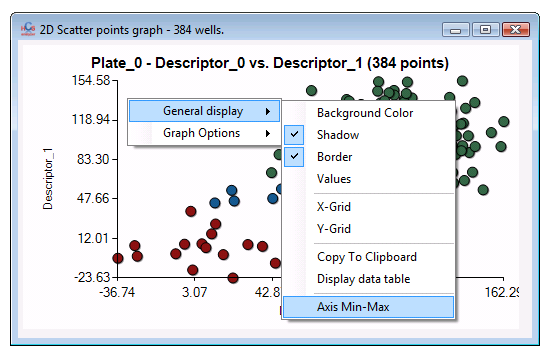 2D Scatter points graph - 384 wells.
Plate_0 - Descriptor_0 vs. Descriptor_1 (384 points)
154.58
118.94
83.30
47.66
12.01
-23.63
Descriptor_1
-36.74
3.07
42.8
162.29
General display
Graph Options
Background Color
Shadow
Border
Values
X-Grid
Y-Grid
Copy To Clipboard
Display data table
Axis Min-Max